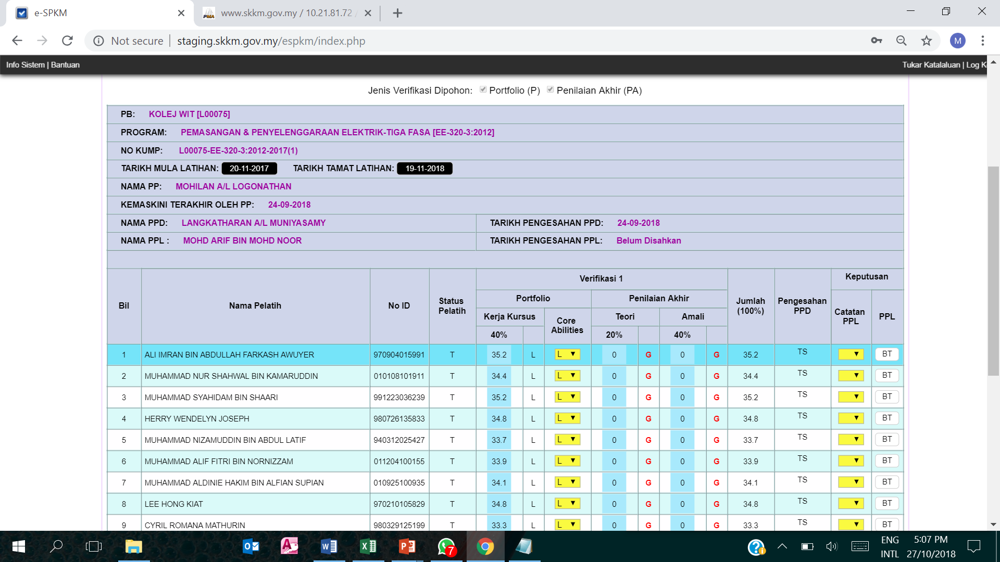 e-SPKM
www.skkm.gov.my / 10.21.81.72 /
Not secure | staging.skkm.gov.my/espkm/index.php
M
Info Sistem | Bantuan
Tukar Katalaluan | Log K
Jenis Verifikasi Dipohon: Portfolio (P) Penilaian Akhir (PA)
PB: KOLEJ WIT [L00075]
PROGRAM: PEMASANGAN & PENYELENGGARAAN ELEKTRIK-TIGA FASA [EE-320-3:2012]
NO KUMP: L00075-EE-320-3:2012-2017(1)
TARIKH MULA LATIHAN: 20-11-2017 TARIKH TAMAT LATIHAN: 19-11-2018
NAMA PP: MOHILAN A/L LOGONATHAN
KEMASKINI TERAKHIR OLEH PP: 24-09-2018
NAMA PPD: LANGKATHARAN A/L MUNIYASAMY TARIKH PENGESAHAN PPD: 24-09-2018
NAMA PPL : MOHD ARIF BIN MOHD NOOR TARIKH PENGESAHAN PPL: Belum Disahkan
Bil
Nama Pelatih
No ID
Status
Pelatih
Verifikasi 1
Portfolio
Penilaian Akhir
Kerja Kursus
Core
Abilities
Teori
Amali
40%
20%
40%
Jumlah
(100%)
Pengesahan
PPD
Keputusan
Catatan
PPL
PPL
1 ALI IMRAN BIN ABDULLAH FARKASH AWUYER 970904015991 T 35.2 L L 0 G 0 G 35.2 TS BT
2 MUHAMMAD NUR SHAHWAL BIN KAMARUDDIN 010108101911 T 34.4 L L 0 G 0 G 34.4 TS BT
3 MUHAMMAD SYAHIDAM BIN SHAARI 991223036239 T 35.2 L L 0 G 0 G 35.2 TS BT
4 HERRY WENDELYN JOSEPH 980726135833 T 34.8 L L 0 G 0 G 34.8 TS BT
5 MUHAMMAD NIZAMUDDIN BIN ABDUL LATIF 940312025427 T 33.7 L L 0 G 0 G 33.7 TS BT
6 MUHAMMAD ALIF FITRI BIN NORNIZZAM 011204100155 T 33.9 L L 0 G 0 G 33.9 TS BT
7 MUHAMMAD ALDINIE HAKIM BIN ALFIAN SUPIAN 010925100935 T 34.1 L L 0 G 0 G 34.1 TS BT
8 LEE HONG KIAT 970210105829 T 34.8 L L 0 G 0 G 34.8 TS BT
9 CYRIL ROMANA MATHURIN 980329125199 T 33.3 L L 0 G 0 G 33.3 TS BT
7
ENG
INTL
5:07 PM
27/10/2018